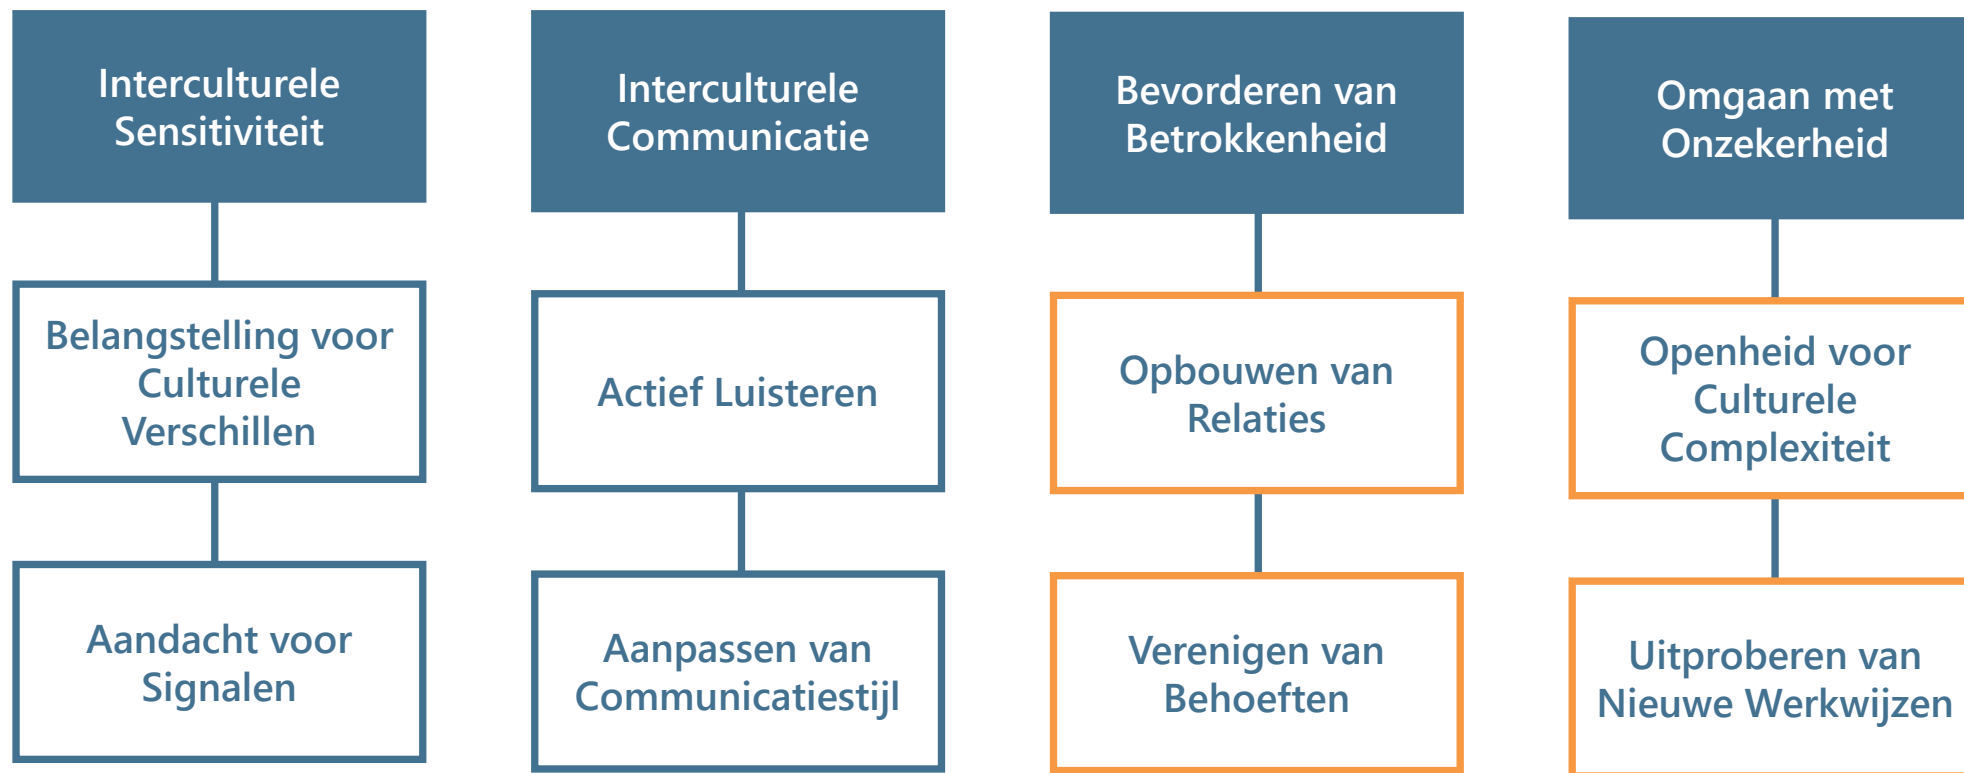 Interculturele
Sensitiviteit
Belangstelling voor
Culturele
Verschillen
Aandacht voor
Signalen
Interculturele
Communicatie
Actief Luisteren
Aanpassen van
Communicatiestijl
Bevorderen van
Betrokkenheid
Opbouwen van
Relaties
Verenigen van
Behoeften
Omgaan met
Onzekerheid
Openheid voor
Culturele
Complexiteit
Uitproberen van
Nieuwe Werkwijzen